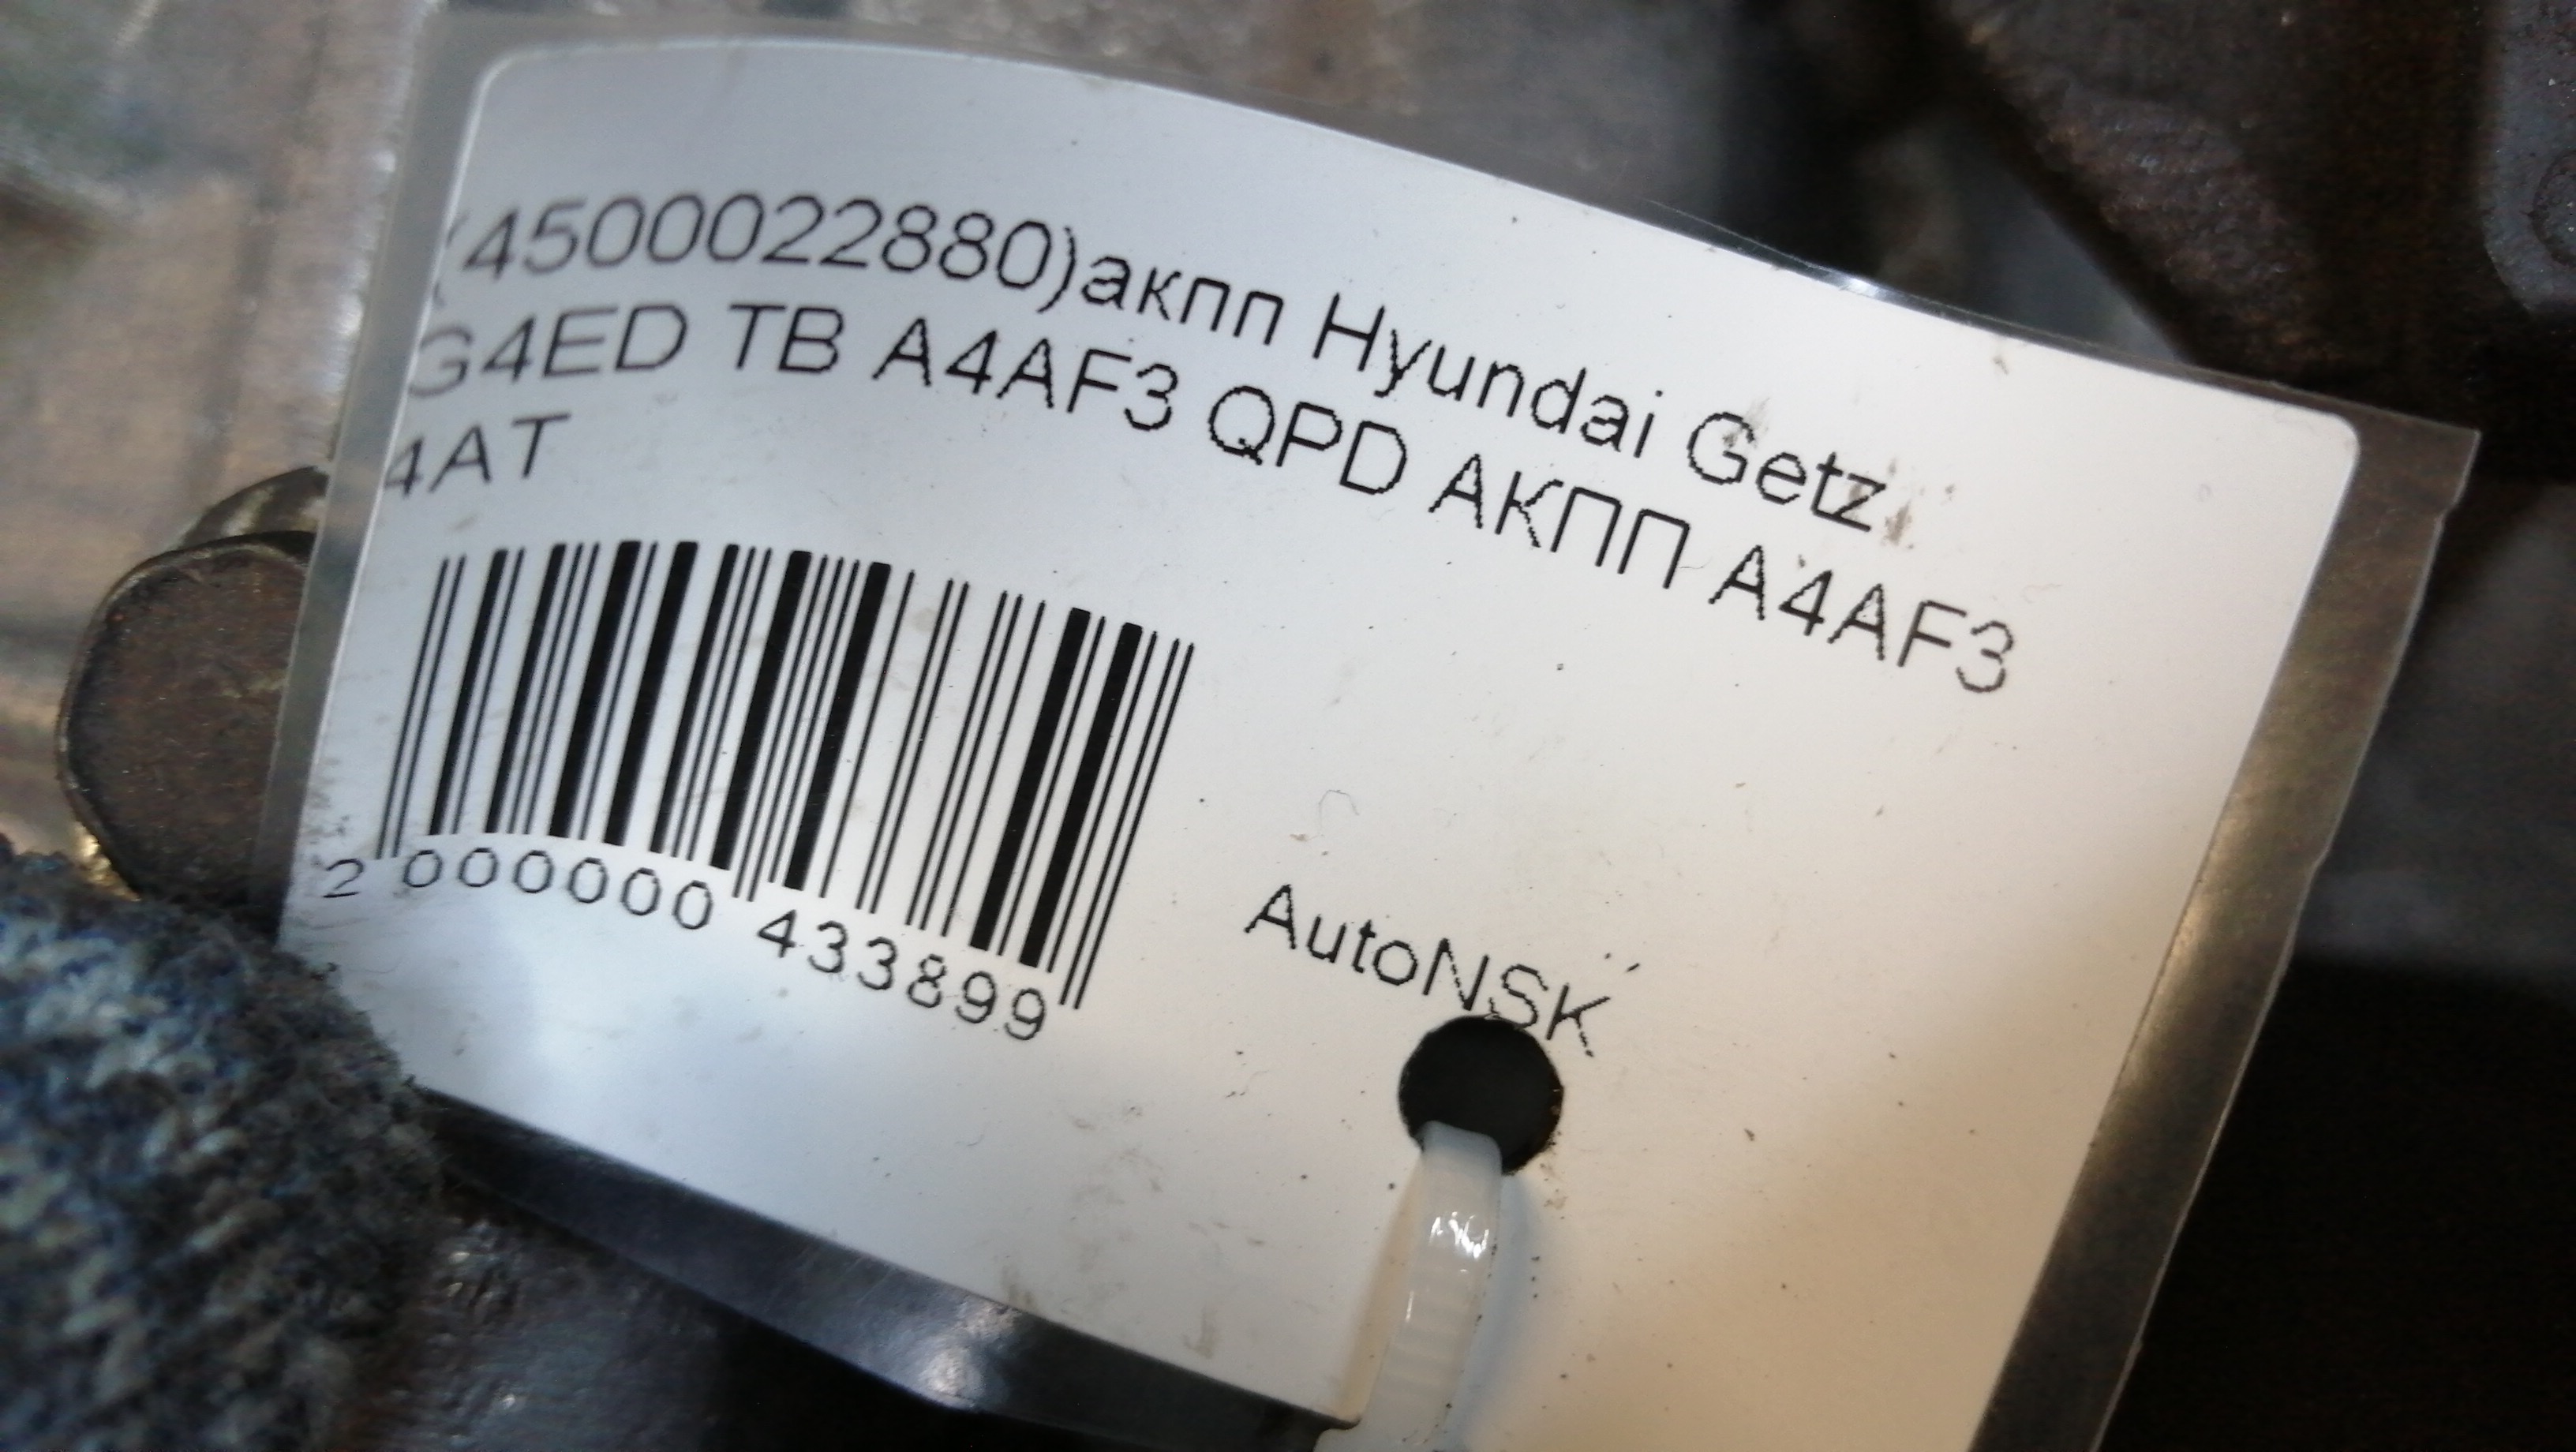 (4500022880)акпп Hyundai Getz
G4ED TB A4AF3 QPD АКПП A4AF3
4AT
2 000000 433899
AutoNSK